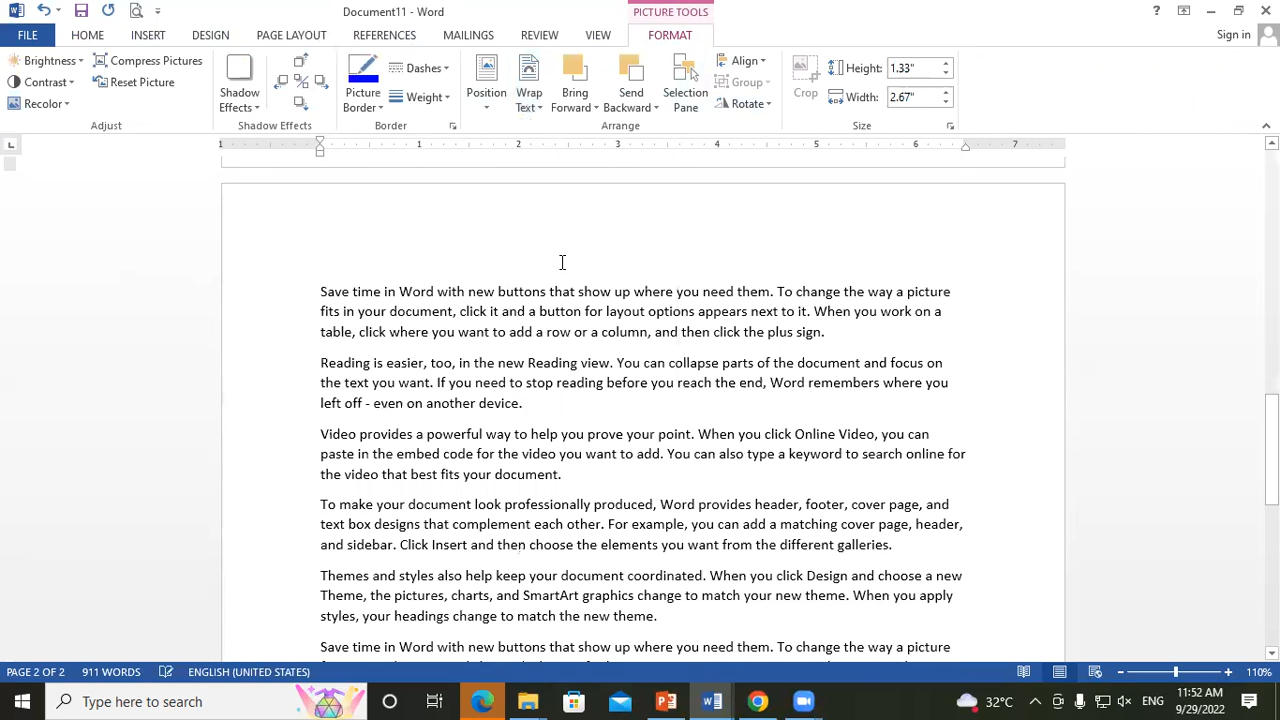 Document11 - Word
PICTURE TOOLS
?
FILE HOME INSERT DESIGN PAGE LAYOUT REFERENCES MAILINGS REVIEW VIEW FORMAT Sign in
Brightness Compress Pictures
Contrast Reset Picture
Recolor
Adjust
Shadow
Effects
Shadow Effects
Picture
Border
Dashes
Weight
Border
Position
Wrap
Text
Bring
Forward
Send
Backward
Selection
Pane
Align
Group
Rotate
Arrange
Crop
Height: 1.33"
Width: 2.67"
Size
1 1 2 3 4 5 6 7
Save time in Word with new buttons that show up where you need them. To change the way a picture
fits in your document, click it and a button for layout options appears next to it. When you work on a
table, click where you want to add a row or a column, and then click the plus sign.
Reading is easier, too, in the new Reading view. You can collapse parts of the document and focus on
the text you want. If you need to stop reading before you reach the end, Word remembers where you
left off - even on another device.
Video provides a powerful way to help you prove your point. When you click Online Video, you can
paste in the embed code for the video you want to add. You can also type a keyword to search online for
the video that best fits your document.
To make your document look professionally produced, Word provides header, footer, cover page, and
text box designs that complement each other. For example, you can add a matching cover page, header,
and sidebar. Click Insert and then choose the elements you want from the different galleries.
Themes and styles also help keep your document coordinated. When you click Design and choose a new
Theme, the pictures, charts, and SmartArt graphics change to match your new theme. When you apply
styles, your headings change to match the new theme.
Save time in Word with new buttons that show up where you need them. To change the way a picture
PAGE 2 OF 2 911 WORDS ENGLISH (UNITED STATES) 110%
Type here to search
32°C
ENG
11:52 AM
9/29/2022